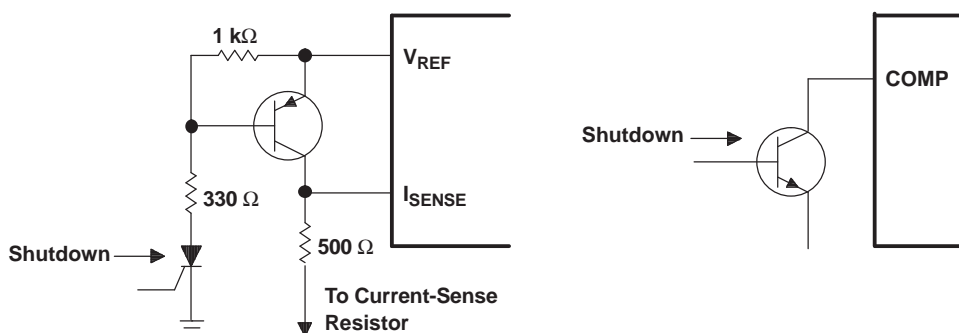 1 kΩ
V_REF
COMP
Shutdown
330 Ω
I_SENSE
Shutdown
500 Ω
To Current-Sense
Resistor